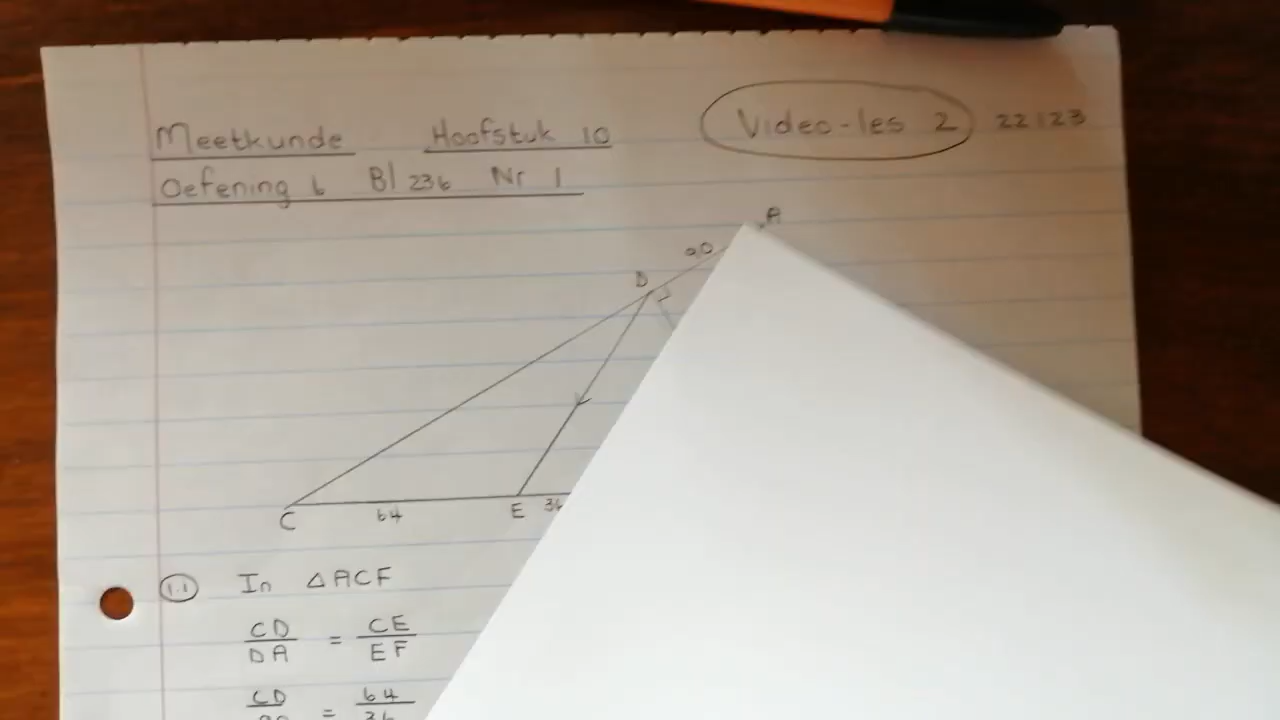 Meetkunde Hoofstuk 10 Video-les 2 22/23
Oefening 6 Bl 236 Nr 1
A
D
C 64 E 36
1.1 In △ACF
CD/DA = CE/EF
CD/ = 64/36